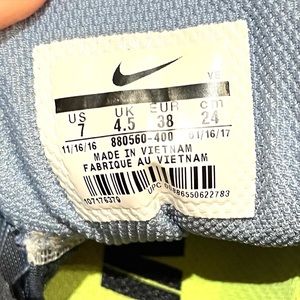 US UK EUR cm
7 4.5 38 24
11/16/16 880560-400 01/16/17
MADE IN VIETNAM
FABRIQUE AU VIETNAM